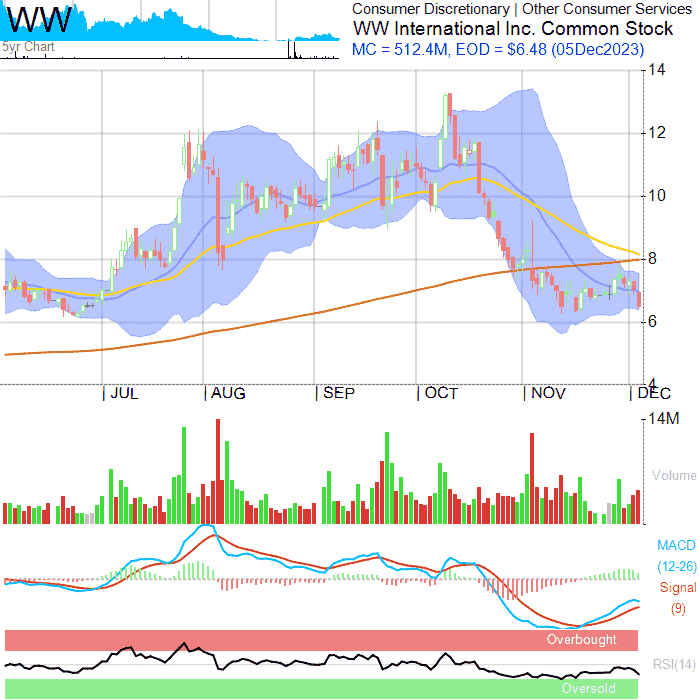 WW
Consumer Discretionary | Other Consumer Services
WW International Inc. Common Stock
MC = 512.4M, EOD = $6.48 (05Dec2023)
5yr Chart
14
12
10
8
6
4
| JUL | AUG | SEP | OCT | NOV | DEC
14M
Volume
MACD
(12-26)
Signal
(9)
Overbought
RSI(14)
Oversold